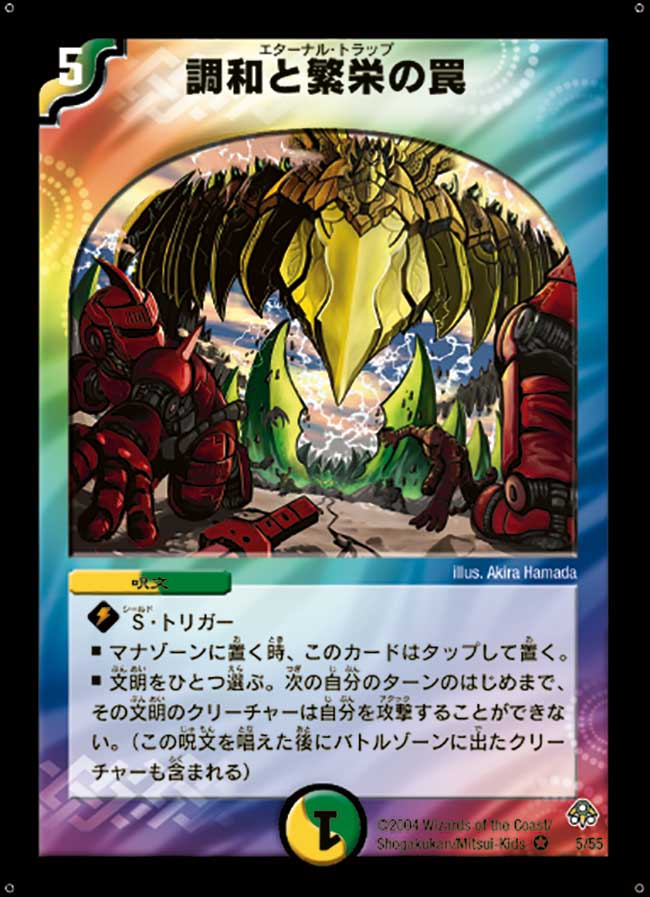 5
エターナル・トラップ
調和と繁栄の罠
illus. Akira Hamada
呪文
シールド
S・トリガー
■ マナゾーンに置く時、このカードはタップして置く。
■ 文明をひとつ選ぶ。次の自分のターンのはじめまで、
その文明のクリーチャーは自分を攻撃することができな
い。（この呪文を唱えた後にバトルゾーンに出たクリー
チャーも含まれる）
1
©2004 Wizards of the Coast/
Shogakukan/Mitsui-Kids
5/55